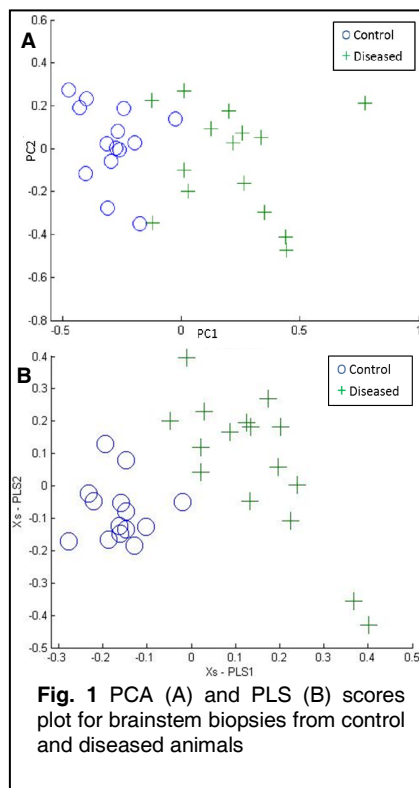 A
Control
Diseased
0.6
0.4
0.2
0
-0.2
-0.4
-0.6
-0.8
PC2
-0.5
0
0.5
1
PC1
B
Control
Diseased
0.4
0.3
0.2
0.1
0
-0.1
-0.2
-0.3
-0.4
-0.5
Xs - PLS2
-0.3
-0.2
-0.1
0
0.1
0.2
0.3
0.4
0.5
Xs - PLS1
Fig. 1 PCA (A) and PLS (B) scores
plot for brainstem biopsies from control
and diseased animals